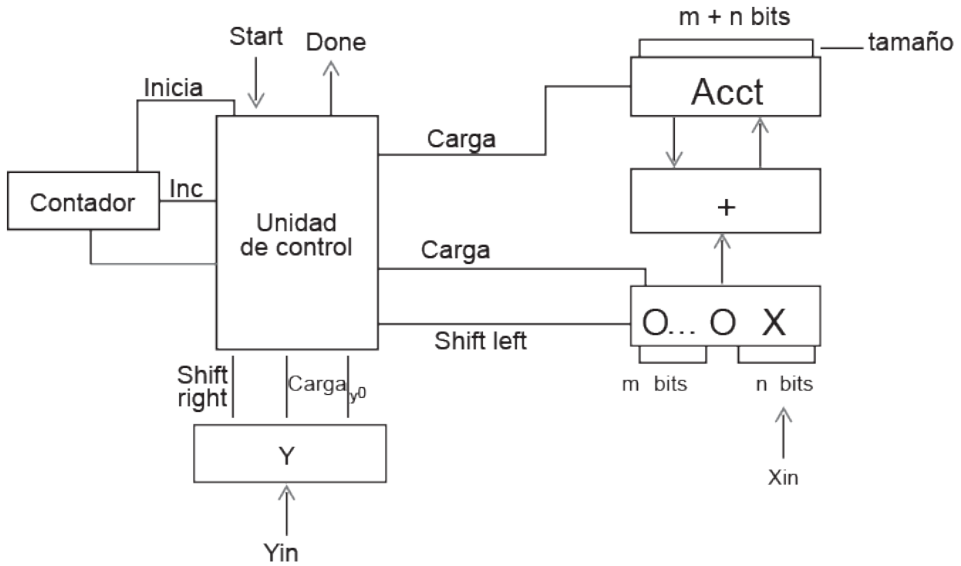 m + n bits
tamaño
Start
Done
Acct
Inicia
Carga
Inc
Contador
+
Unidad
de control
Carga
O... O X
Shift left
Shift
right
Carga
y0
m bits
n bits
Y
Xin
Yin